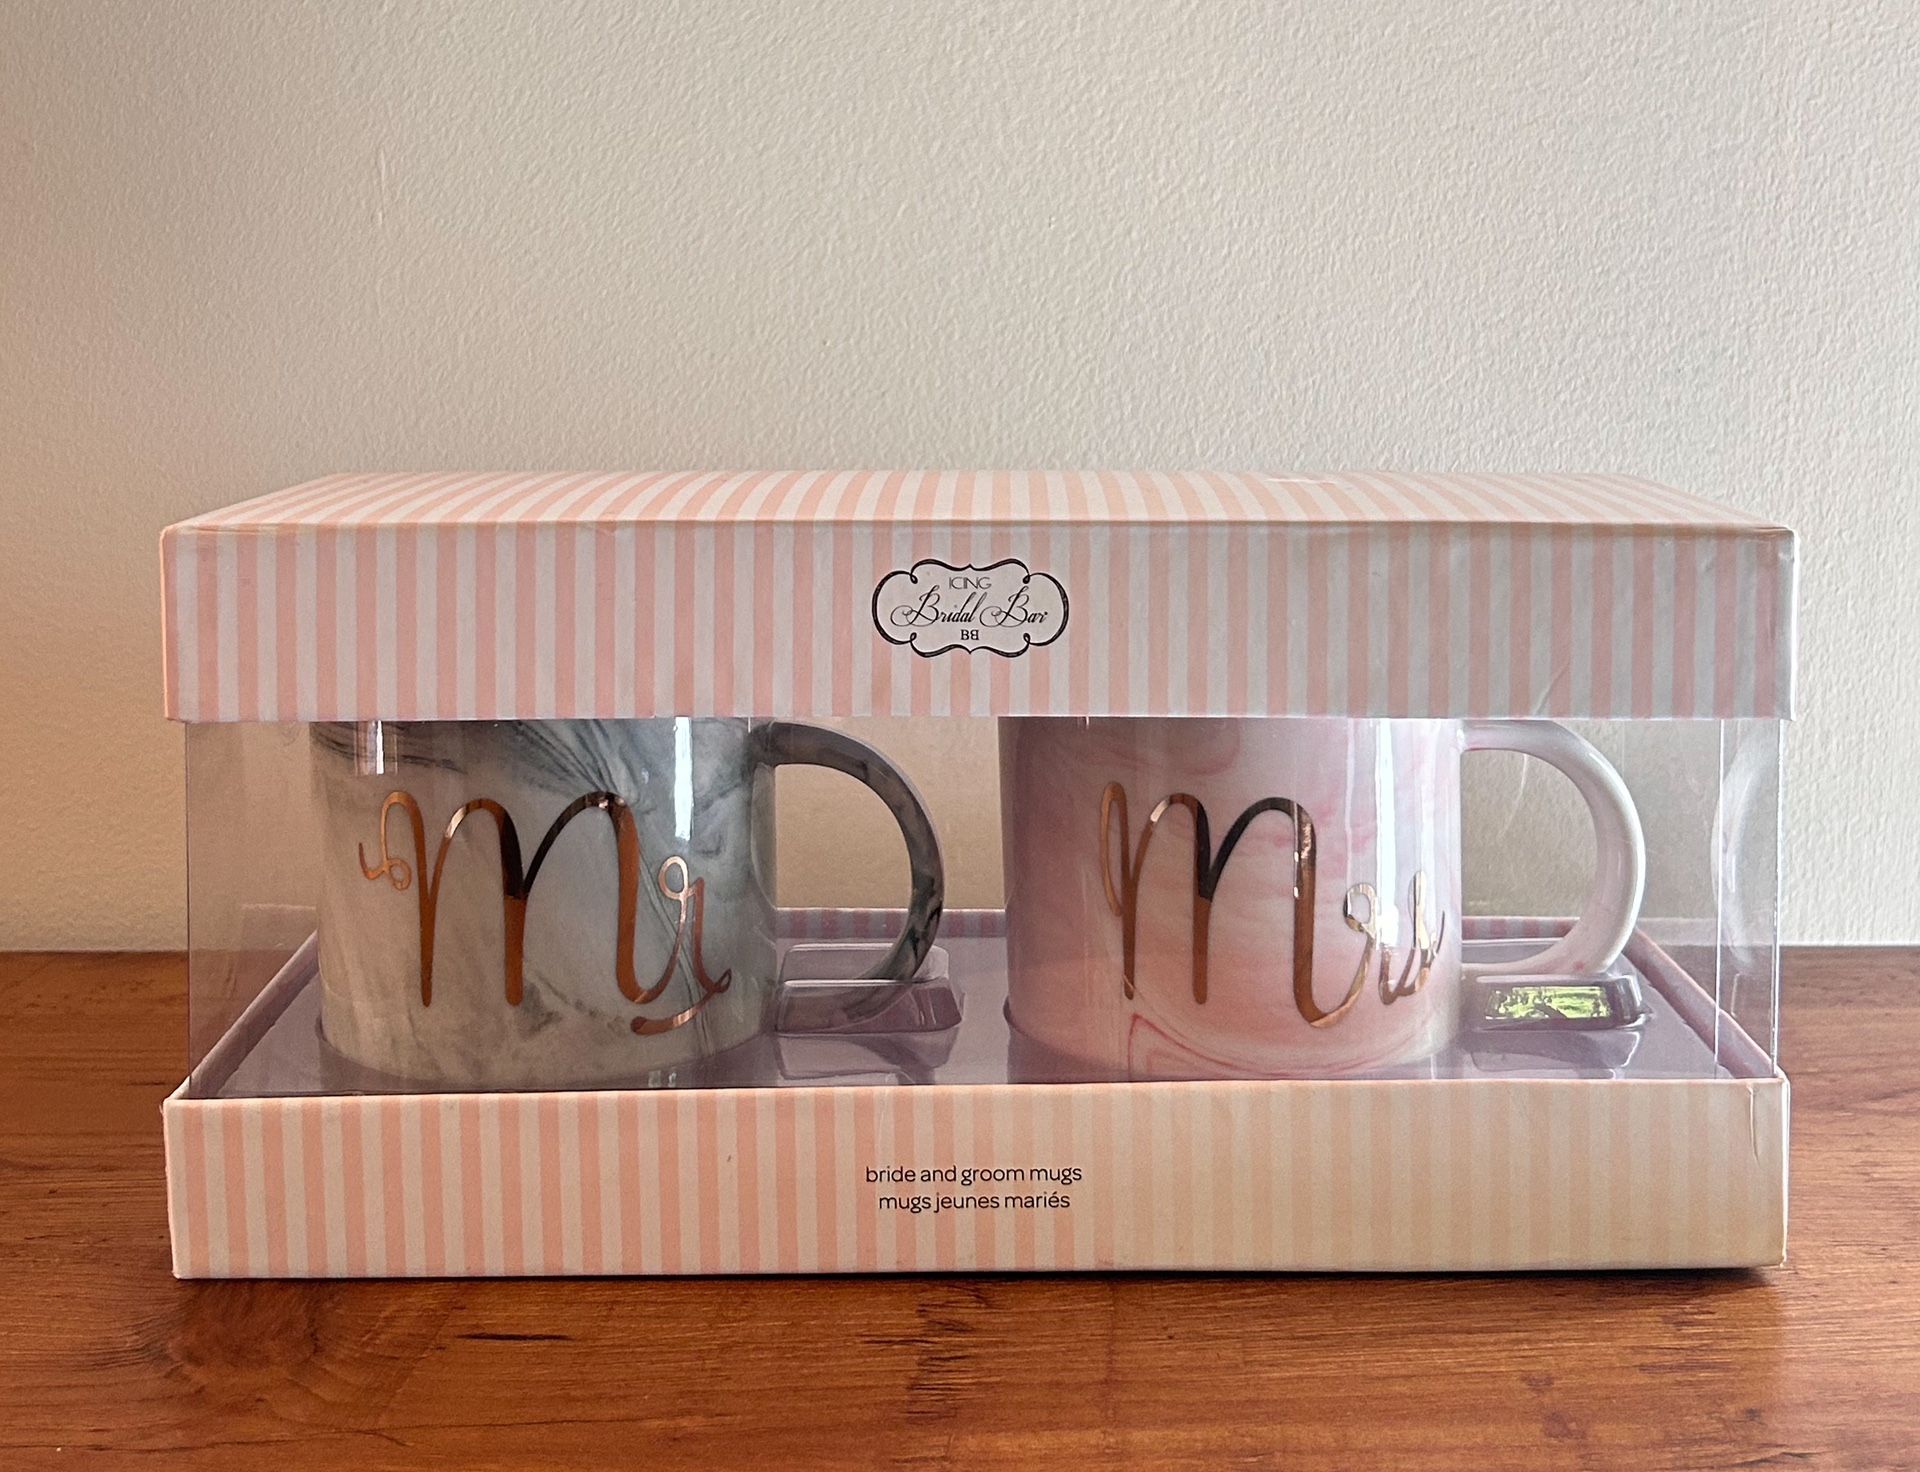 ICING
Bridal Bar
BB
Mr
Mrs
bride and groom mugs
mugs jeunes mariés